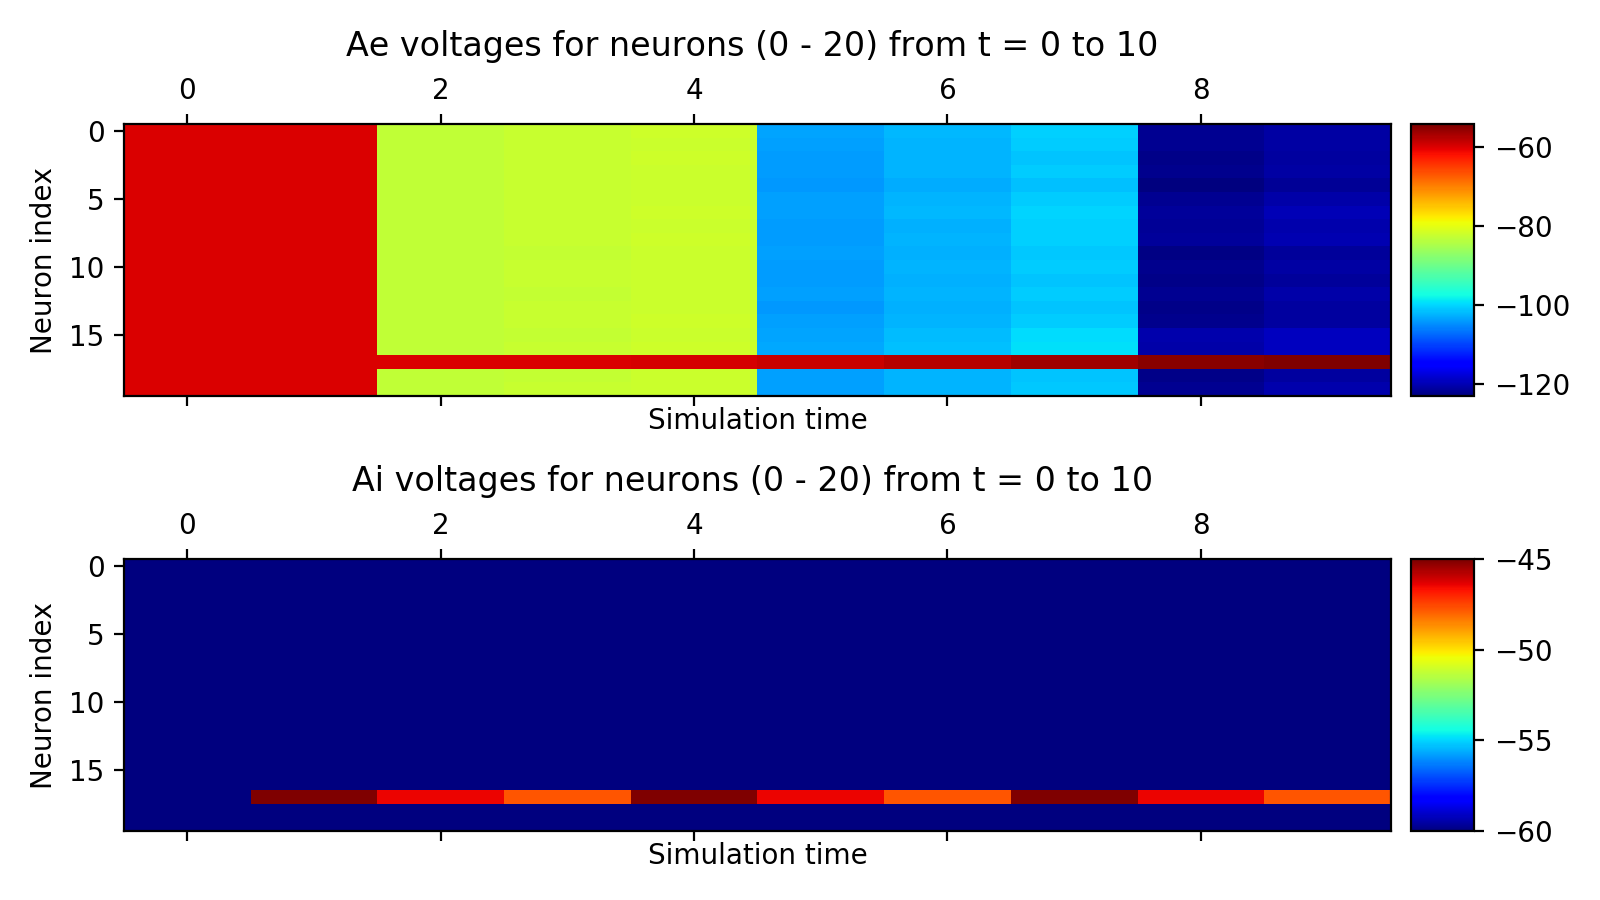 Ae voltages for neurons (0 - 20) from t = 0 to 10
0 2 4 6 8
Neuron index
0
5
10
15
−60
−80
−100
−120
Simulation time
Ai voltages for neurons (0 - 20) from t = 0 to 10
0 2 4 6 8
Neuron index
0
5
10
15
−45
−50
−55
−60
Simulation time